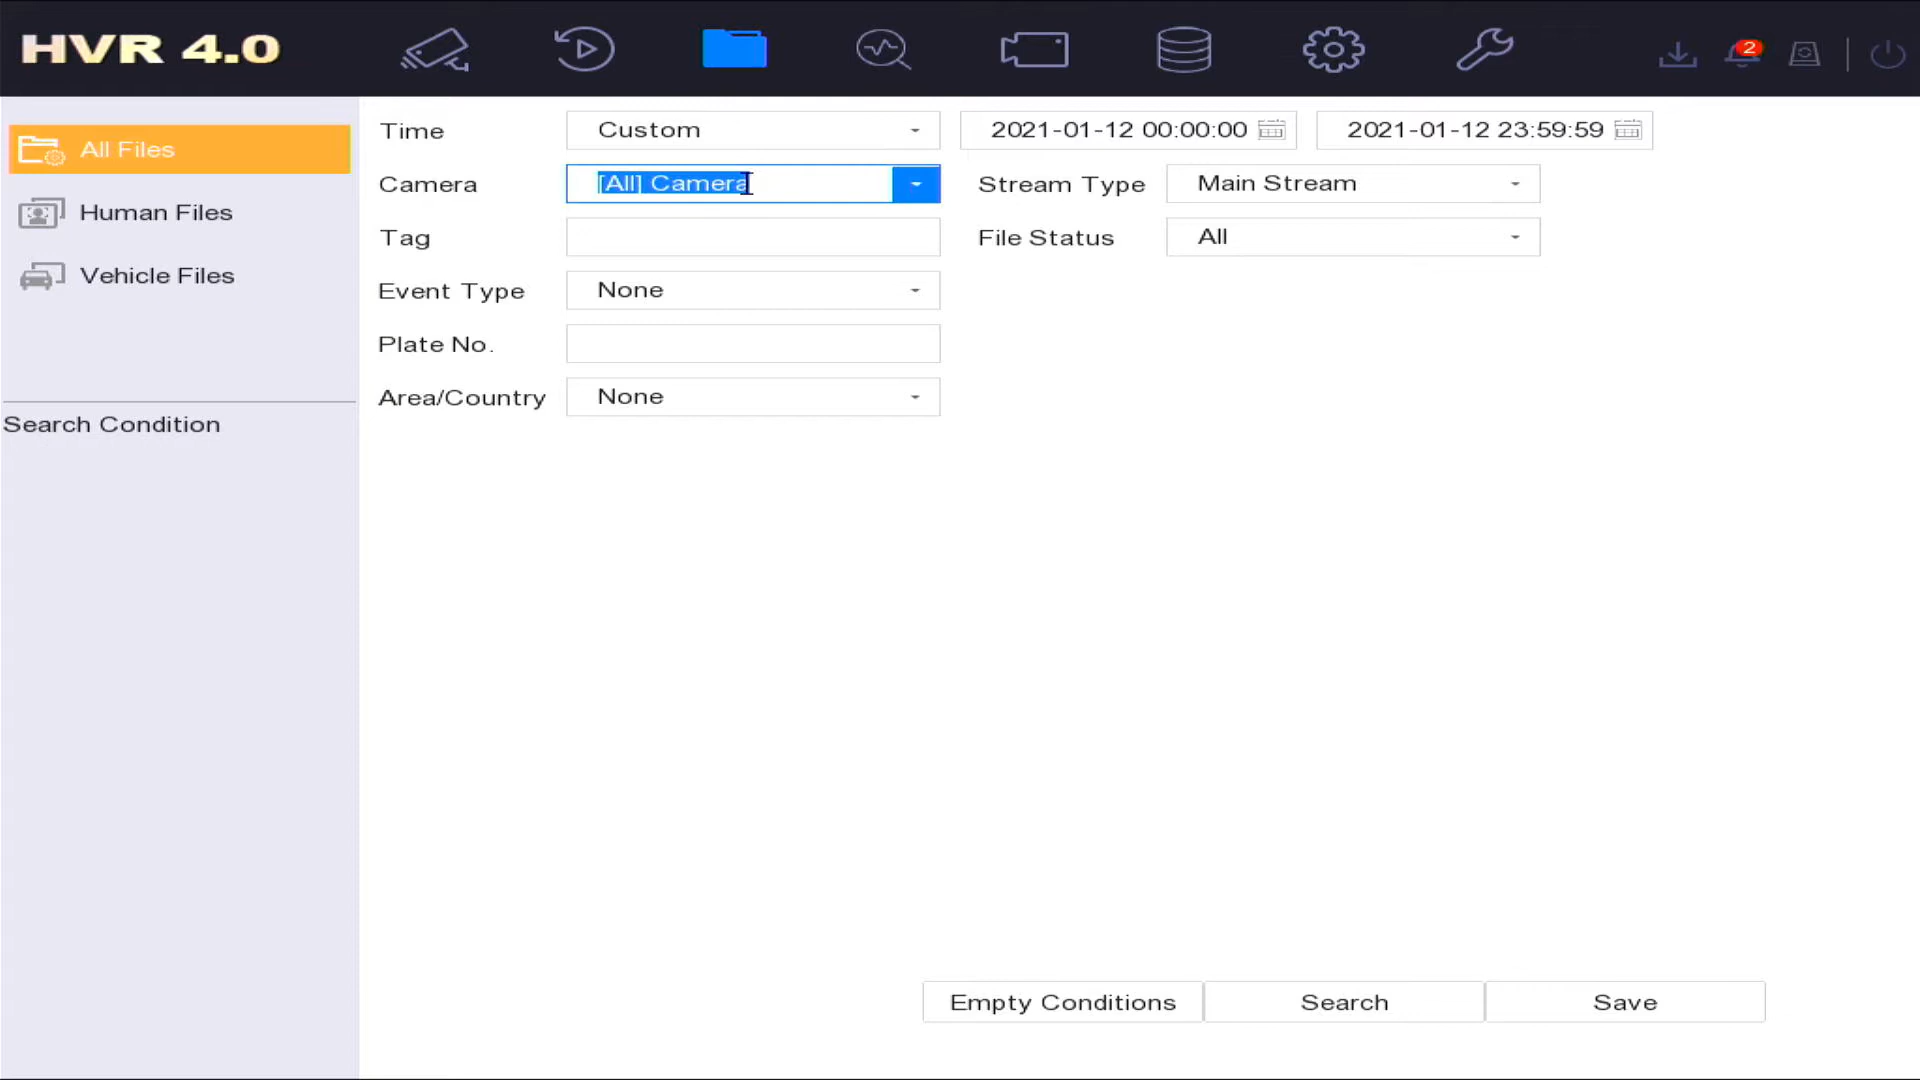 HVR 4.0
2
All Files
Human Files
Vehicle Files
Search Condition
Time Custom 2021-01-12 00:00:00 2021-01-12 23:59:59
Camera [All] Camera Stream Type Main Stream
Tag File Status All
Event Type None
Plate No.
Area/Country None
Empty Conditions Search Save